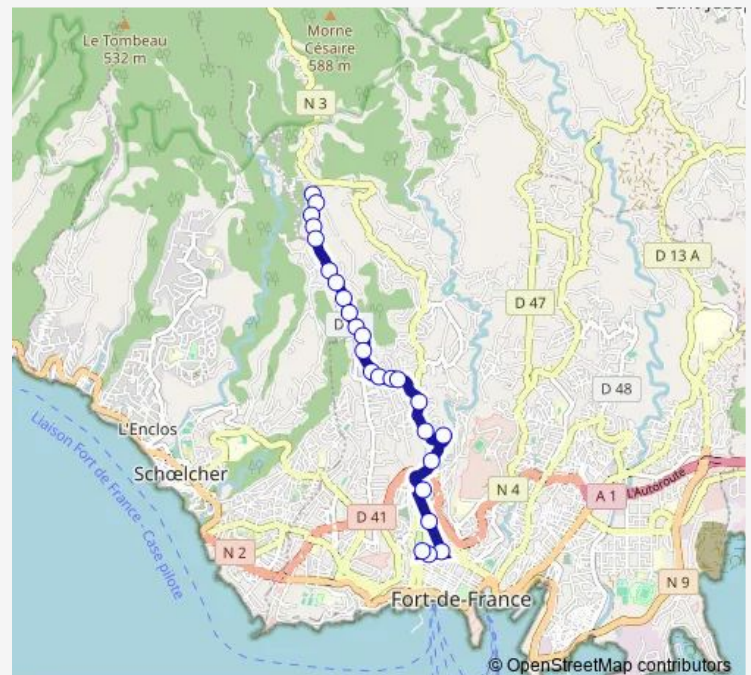 Le Tombeau
532 m
Morne
Césaire
588 m
N 3
D 13 A
D 47
D
D 48
L'Enclos
Schœlcher
Liaison Fort de France - Case pilote
N 4
A 1
L'Autoroute
D 41
N 2
N 9
Fort-de-France
© OpenStreetMap contributors